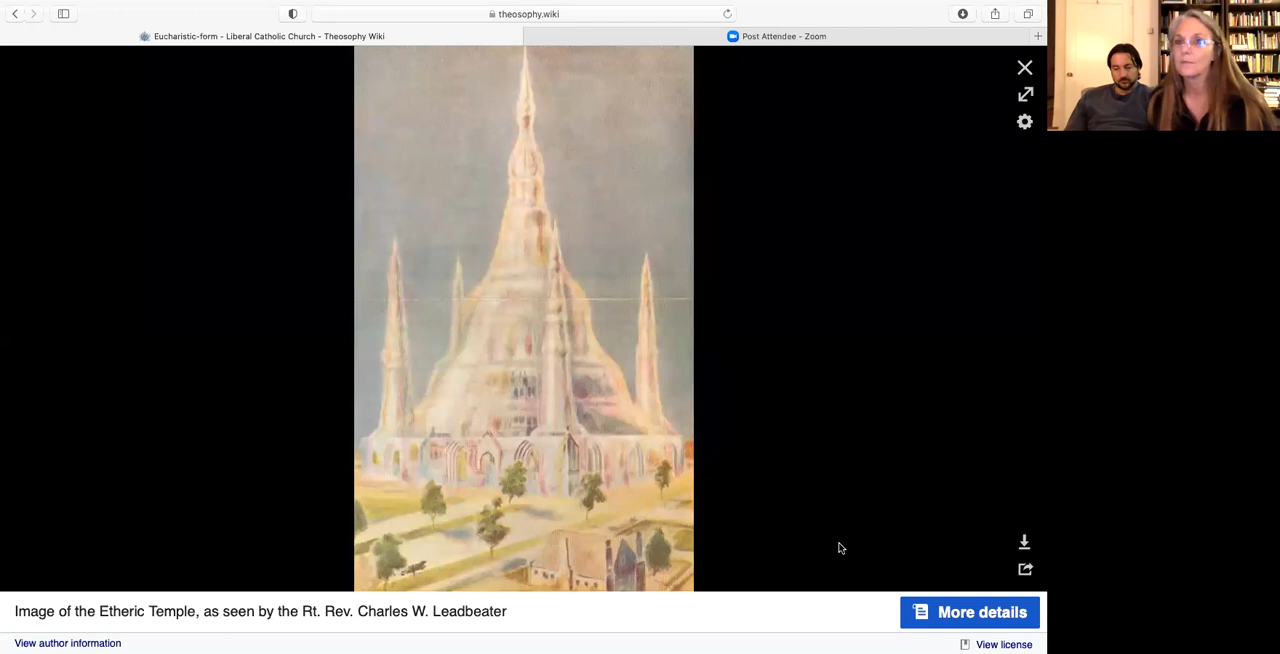 theosophy.wiki
Eucharistic-form - Liberal Catholic Church - Theosophy Wiki
Post Attendee - Zoom
Image of the Etheric Temple, as seen by the Rt. Rev. Charles W. Leadbeater
More details
View author information
View license